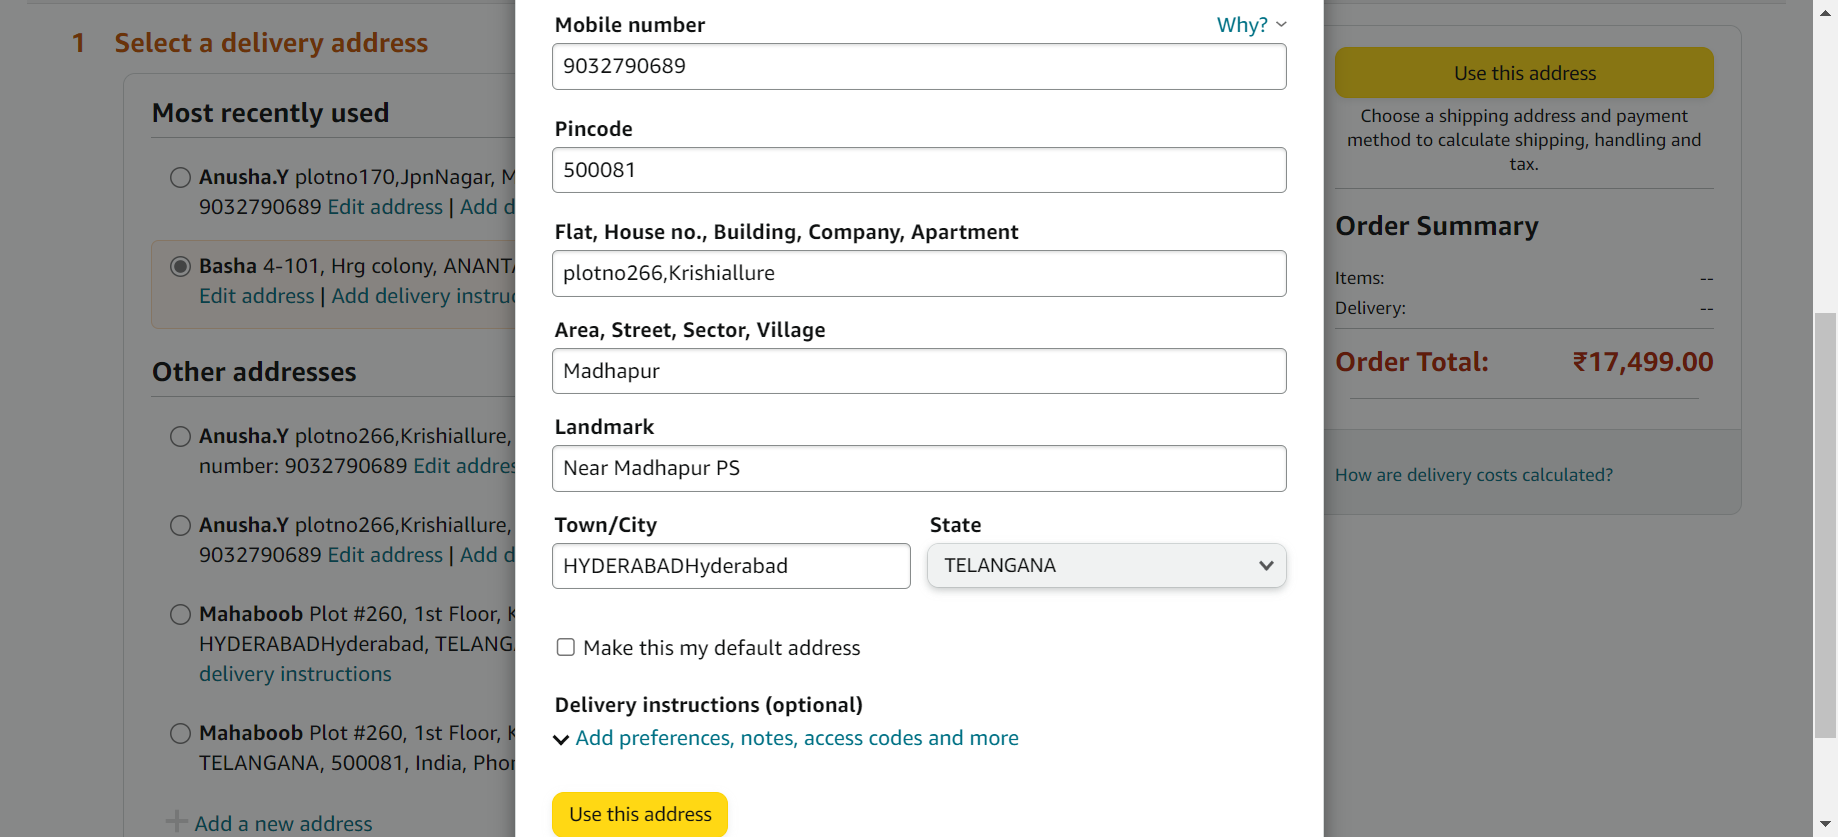 1 Select a delivery address
Most recently used
Anusha.Y plotno170,JpnNagar,
9032790689 Edit address | Add
Basha 4-101, Hrg colony,
Edit address | Add delivery
Other addresses
Anusha.Y plotno266,Krishiallure,
number: 9032790689 Edit
Anusha.Y plotno266,Krishiallure,
9032790689 Edit address | Add
Mahaboob Plot #260, 1st Floor,
HYDERABADHyderabad,
delivery instructions
Mahaboob Plot #260, 1st Floor,
TELANGANA, 500081, India,
Add a new address
Mobile number
Why?
9032790689
Pincode
500081
Flat, House no., Building, Company, Apartment
plotno266,Krishiallure
Area, Street, Sector, Village
Madhapur
Landmark
Near Madhapur PS
Town/City
State
HYDERABADHyderabad
TELANGANA
Make this my default address
Delivery instructions (optional)
Add preferences, notes, access codes and more
Use this address
Use this address
Choose a shipping address and payment
method to calculate shipping, handling and
tax.
Order Summary
Items: --
Delivery: --
Order Total: ₹17,499.00
How are delivery costs calculated?